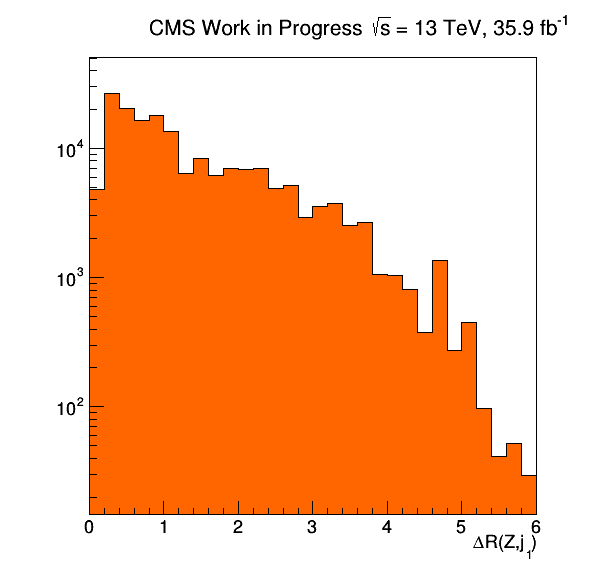 CMS Work in Progress √s = 13 TeV, 35.9 fb⁻¹
10⁴
10³
10²
0 1 2 3 4 5 6
ΔR(Z,j₁)